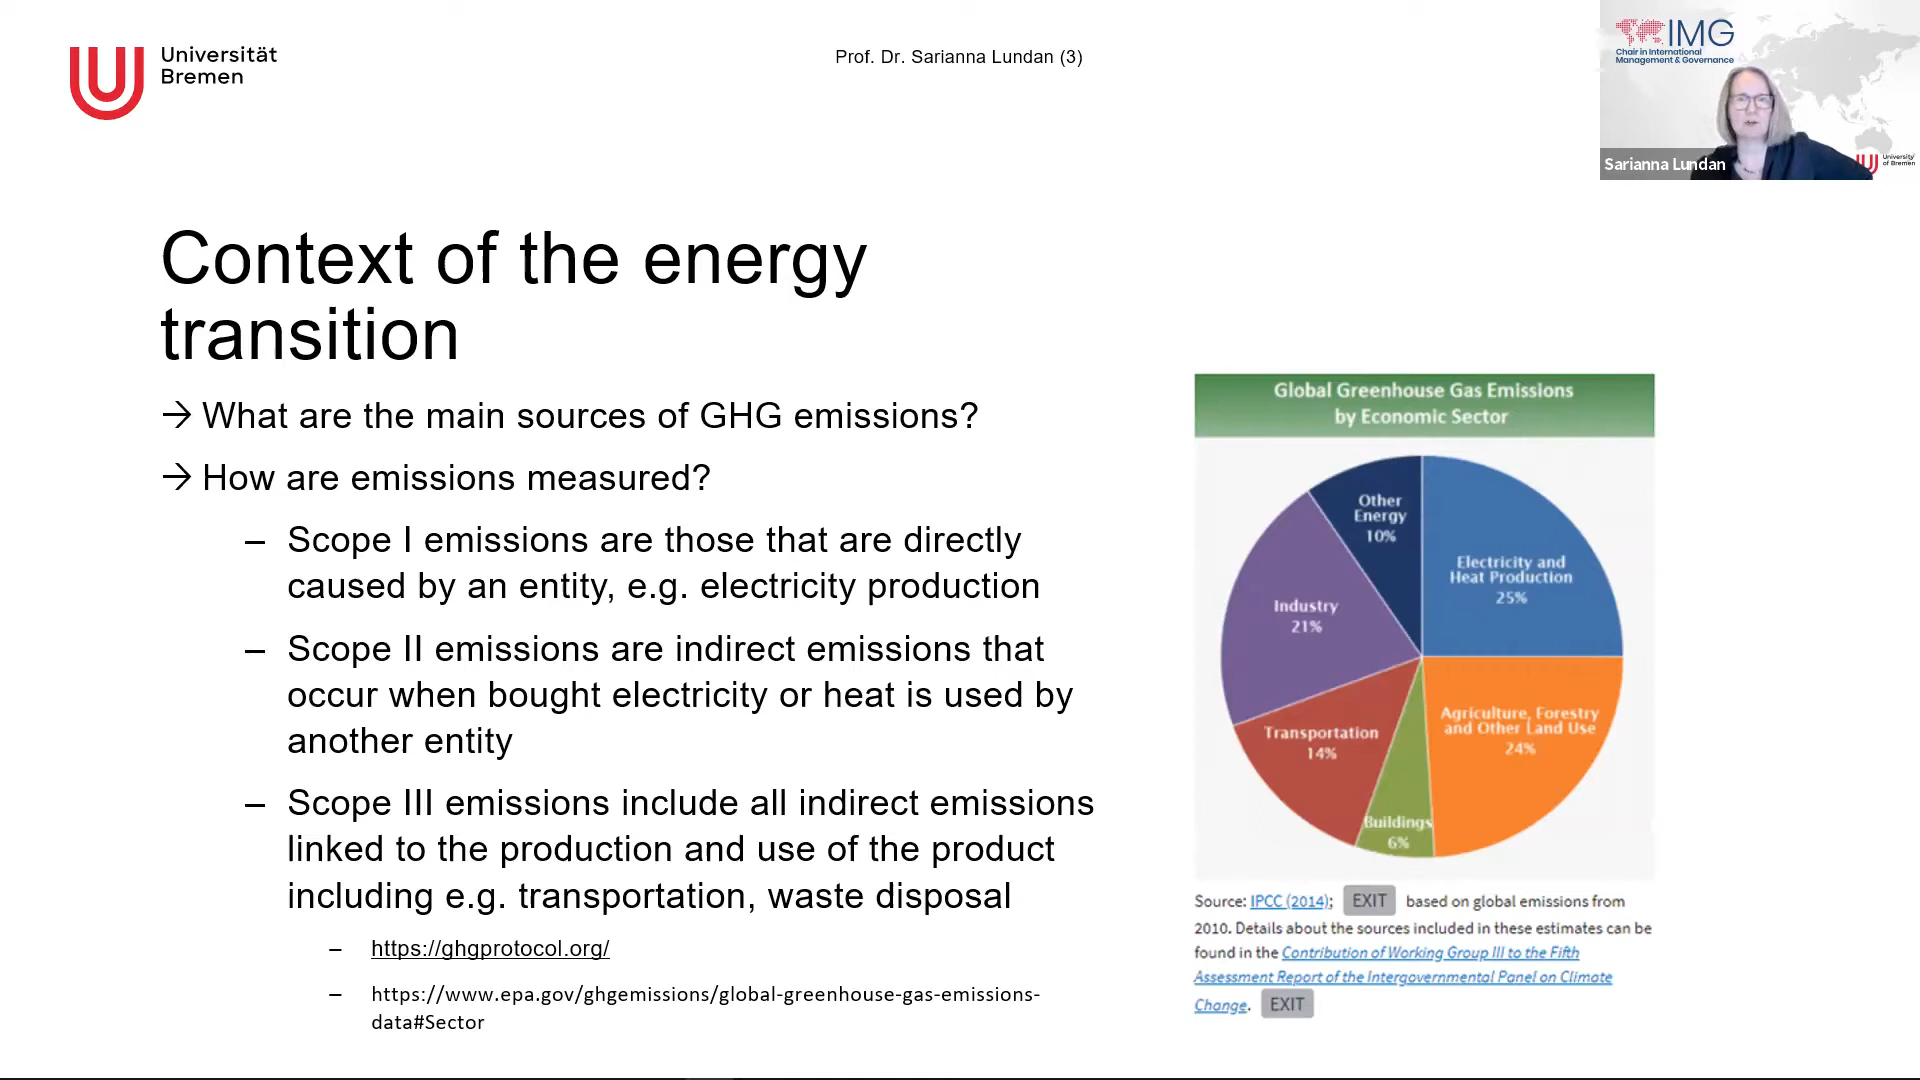 Universität
Bremen
Prof. Dr. Sarianna Lundan (3)
IMG
Chair in International
Management & Governance
Sarianna Lundan
University
of Bremen
Context of the energy
transition
→ What are the main sources of GHG emissions?
→ How are emissions measured?
– Scope I emissions are those that are directly
caused by an entity, e.g. electricity production
– Scope II emissions are indirect emissions that
occur when bought electricity or heat is used by
another entity
– Scope III emissions include all indirect emissions
linked to the production and use of the product
including e.g. transportation, waste disposal
– https://ghgprotocol.org/
– https://www.epa.gov/ghgemissions/global-greenhouse-gas-emissions-
data#Sector
Global Greenhouse Gas Emissions
by Economic Sector
Other
Energy
10%
Electricity and
Heat Production
25%
Industry
21%
Transportation
14%
Agriculture, Forestry
and Other Land Use
24%
Buildings
6%
Source: IPCC (2014); EXIT based on global emissions from
2010. Details about the sources included in these estimates can be
found in the Contribution of Working Group III to the Fifth
Assessment Report of the Intergovernmental Panel on Climate
Change. EXIT